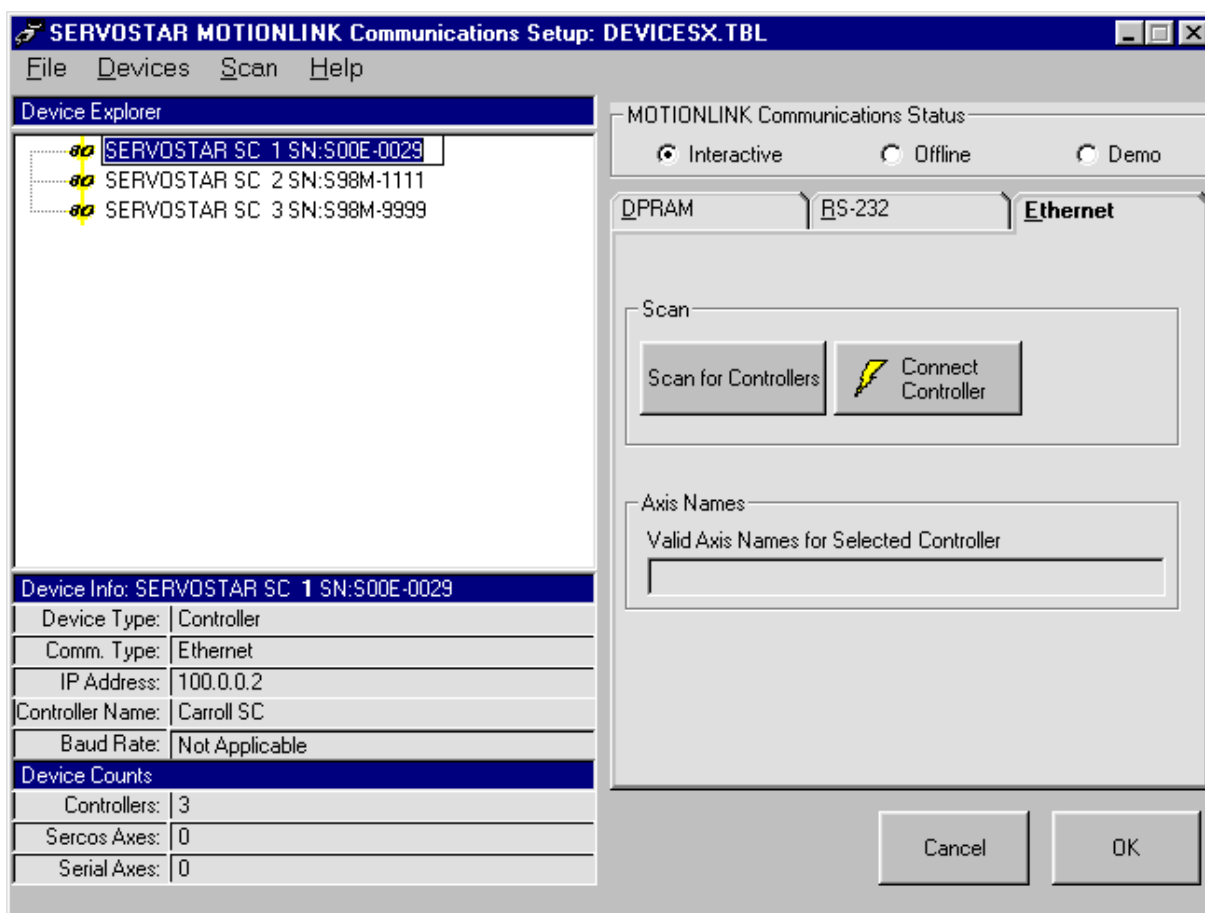 SERVOSTAR MOTIONLINK Communications Setup: DEVICESX.TBL
File Devices Scan Help
Device Explorer
SERVOSTAR SC 1 SN:S00E-0029
SERVOSTAR SC 2 SN:S98M-1111
SERVOSTAR SC 3 SN:S98M-9999
Device Info: SERVOSTAR SC 1 SN:S00E-0029
Device Type: Controller
Comm. Type: Ethernet
IP Address: 100.0.0.2
Controller Name: Carroll SC
Baud Rate: Not Applicable
Device Counts
Controllers: 3
Sercos Axes: 0
Serial Axes: 0
MOTIONLINK Communications Status
Interactive Offline Demo
DPRAM RS-232 Ethernet
Scan
Scan for Controllers
Connect
Controller
Axis Names
Valid Axis Names for Selected Controller
Cancel OK